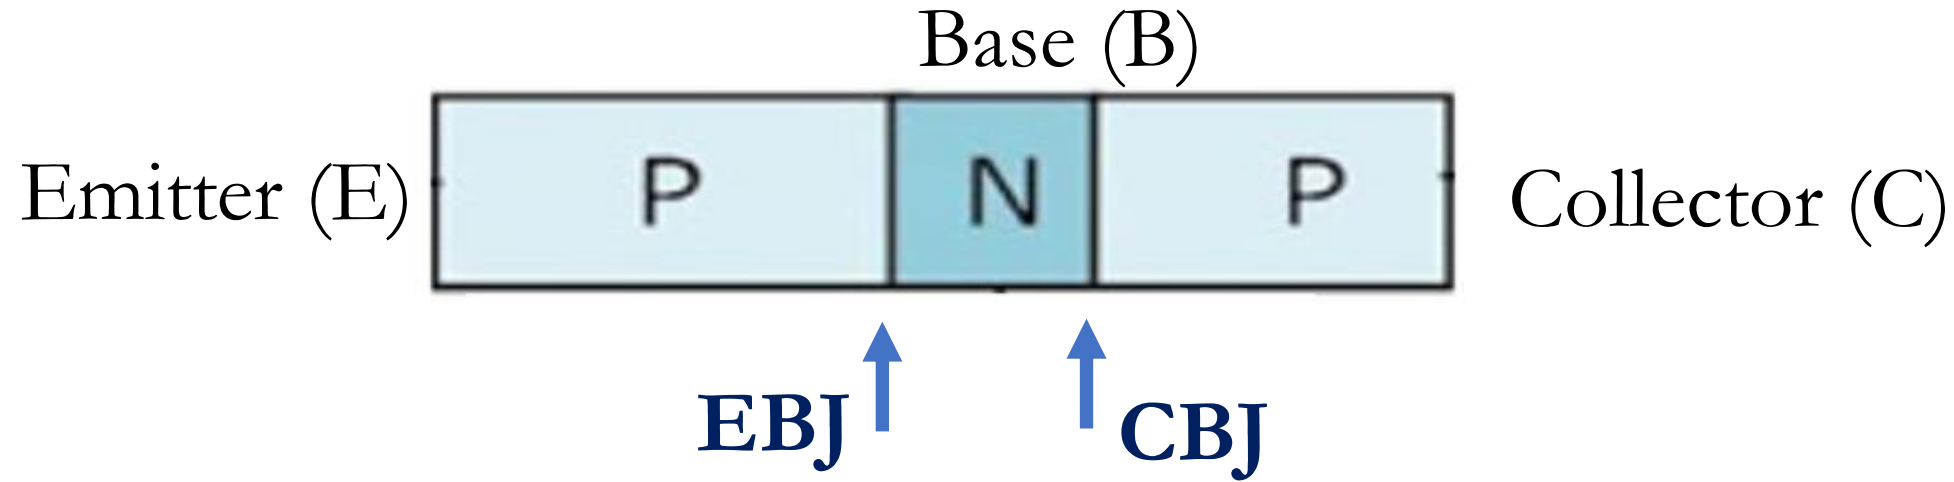 Base (B)
Emitter (E)
P
N
P
Collector (C)
EBJ
CBJ